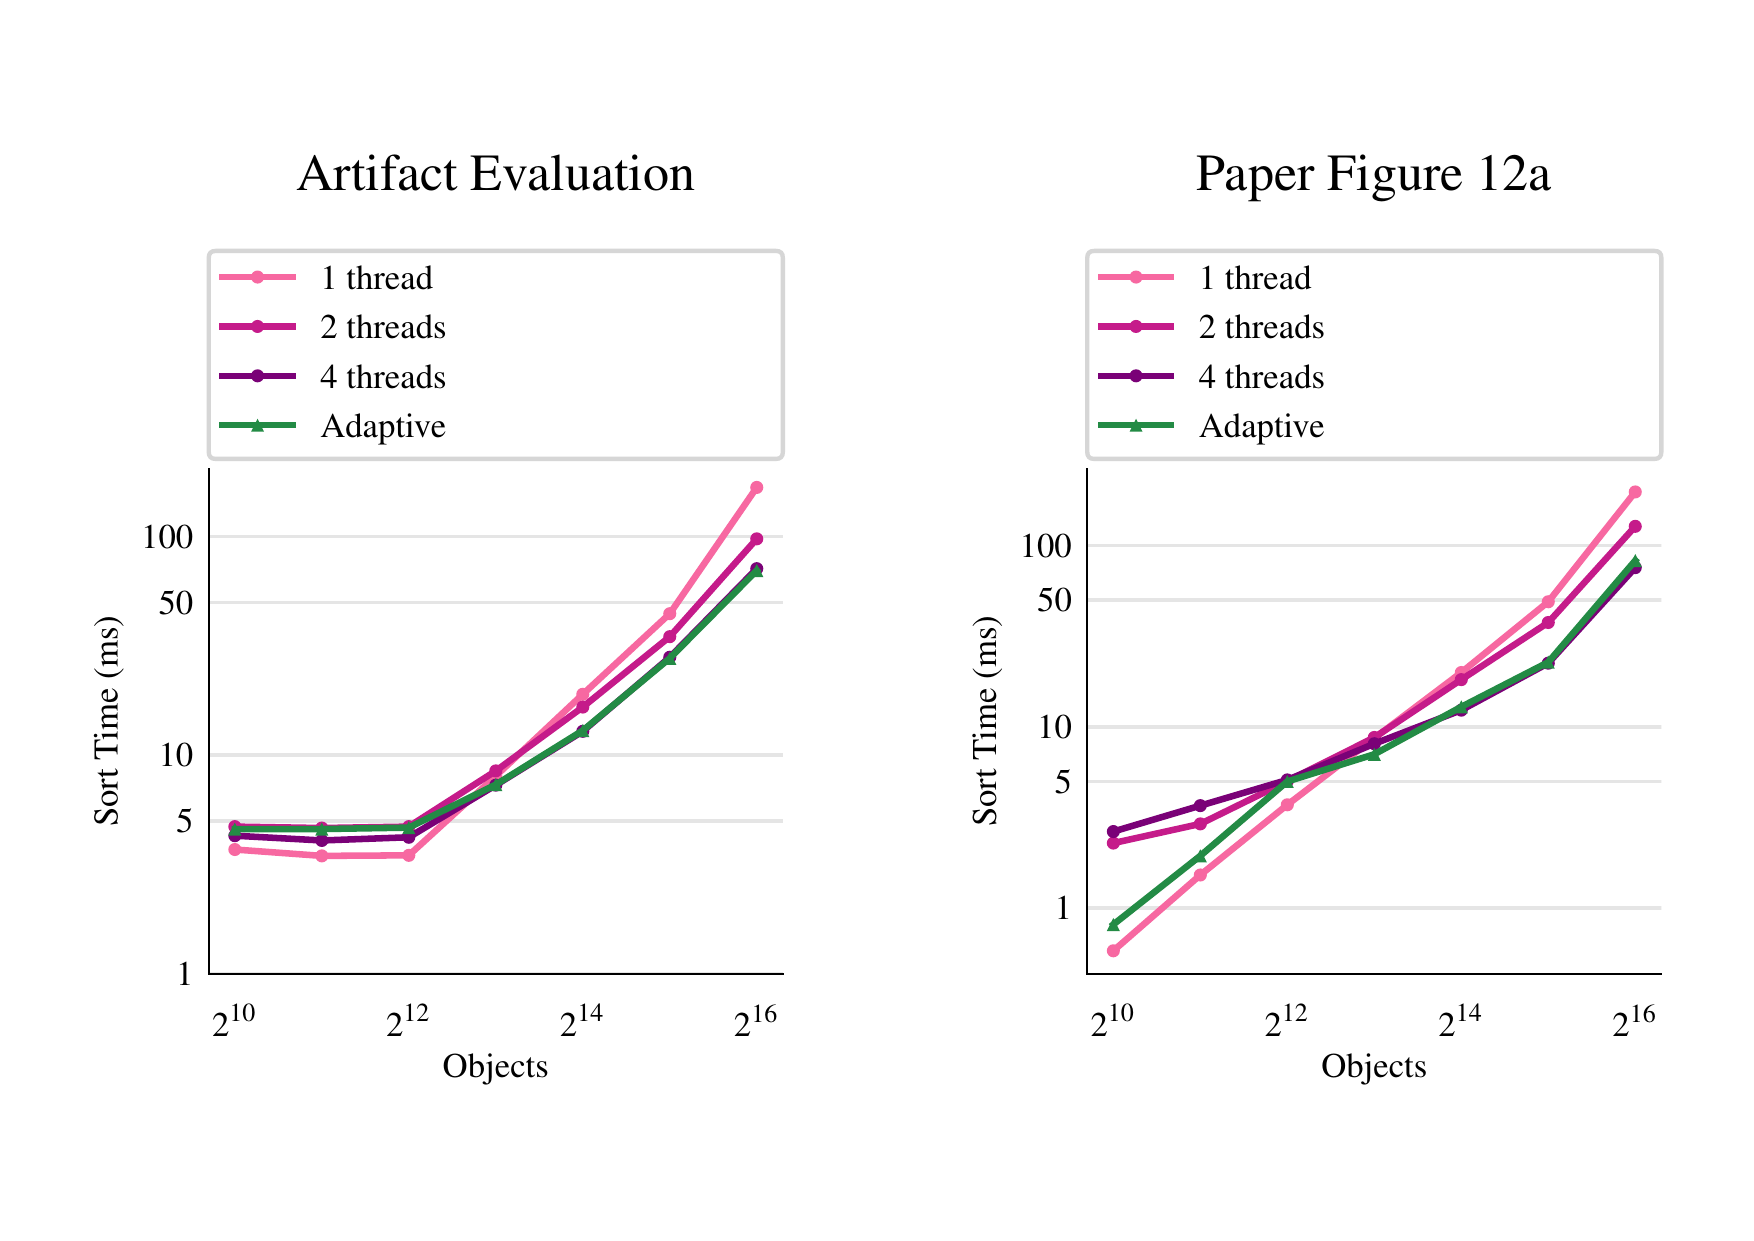 Artifact Evaluation
1 thread
2 threads
4 threads
Adaptive
100
50
10
5
1
Sort Time (ms)
2^10 2^12 2^14 2^16
Objects
Paper Figure 12a
1 thread
2 threads
4 threads
Adaptive
100
50
10
5
1
Sort Time (ms)
2^10 2^12 2^14 2^16
Objects